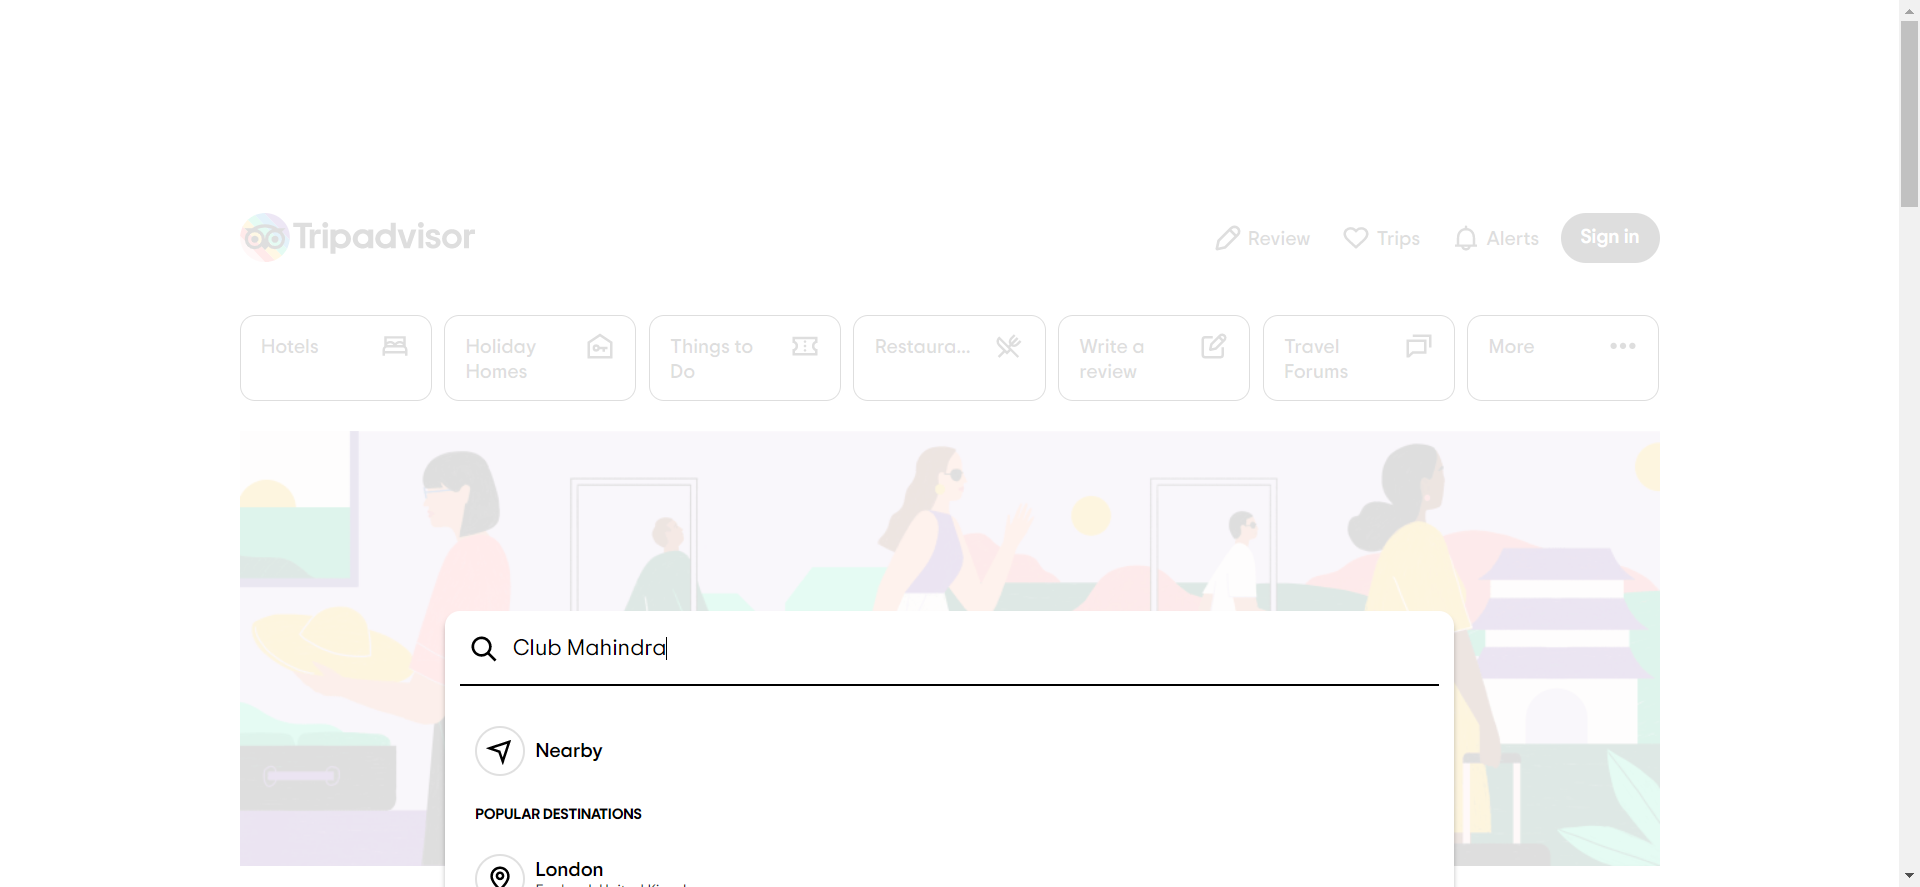 Tripadvisor
Review
Trips
Alerts
Sign in
Hotels
Holiday
Homes
Things to
Do
Restaura...
Write a
review
Travel
Forums
More
Club Mahindra
Nearby
POPULAR DESTINATIONS
London